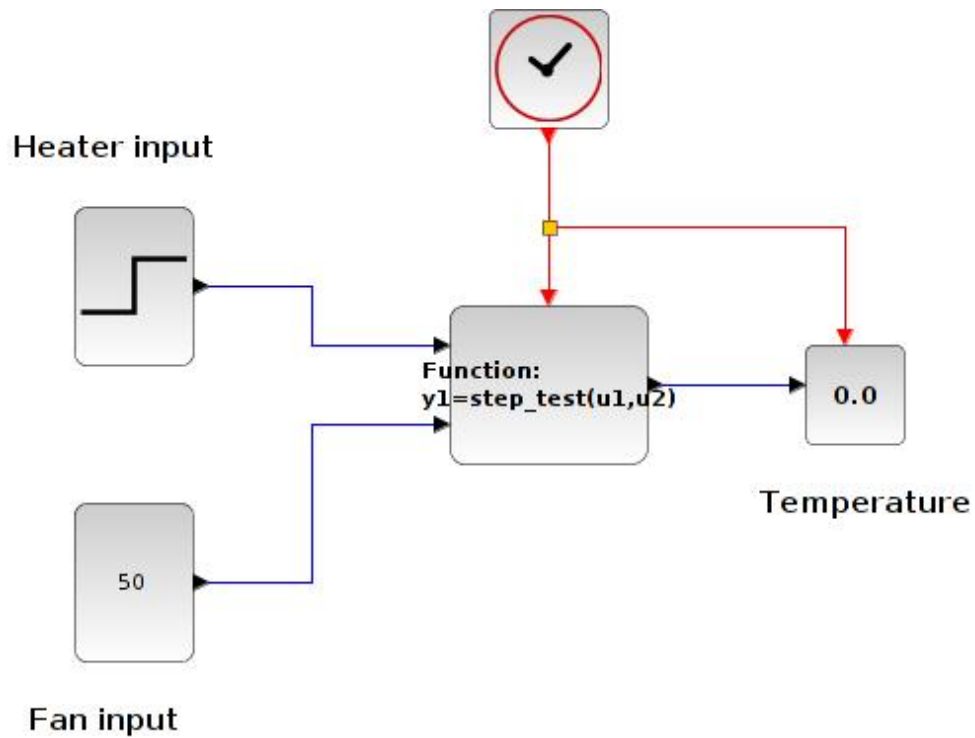 Heater input
Function:
y1=step_test(u1,u2)
0.0
Temperature
50
Fan input